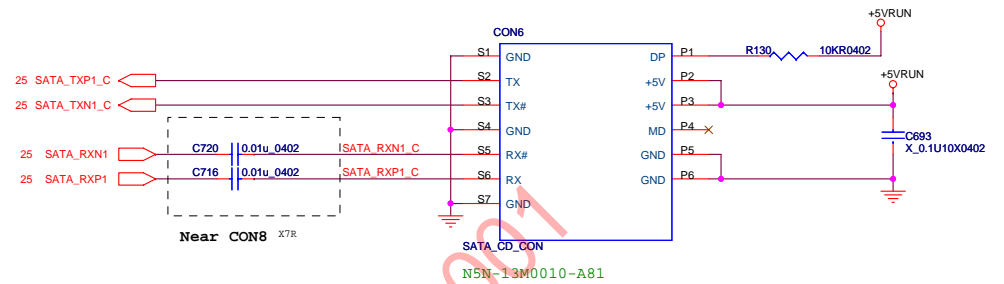 +5VRUN
CON6
S1 GND DP P1 R130 10KR0402
25 SATA_TXP1_C S2 TX +5V P2 +5VRUN
25 SATA_TXN1_C S3 TX# +5V P3
S4 GND MD P4 C693
C720 0.01u_0402 X_0.1U10X0402
25 SATA_RXN1 SATA_RXN1_C S5 RX# GND P5
C716 0.01u_0402
25 SATA_RXP1 SATA_RXP1_C S6 RX GND P6
S7 GND
Near CON8 X7R
SATA_CD_CON
N5N-13M0010-A81
001